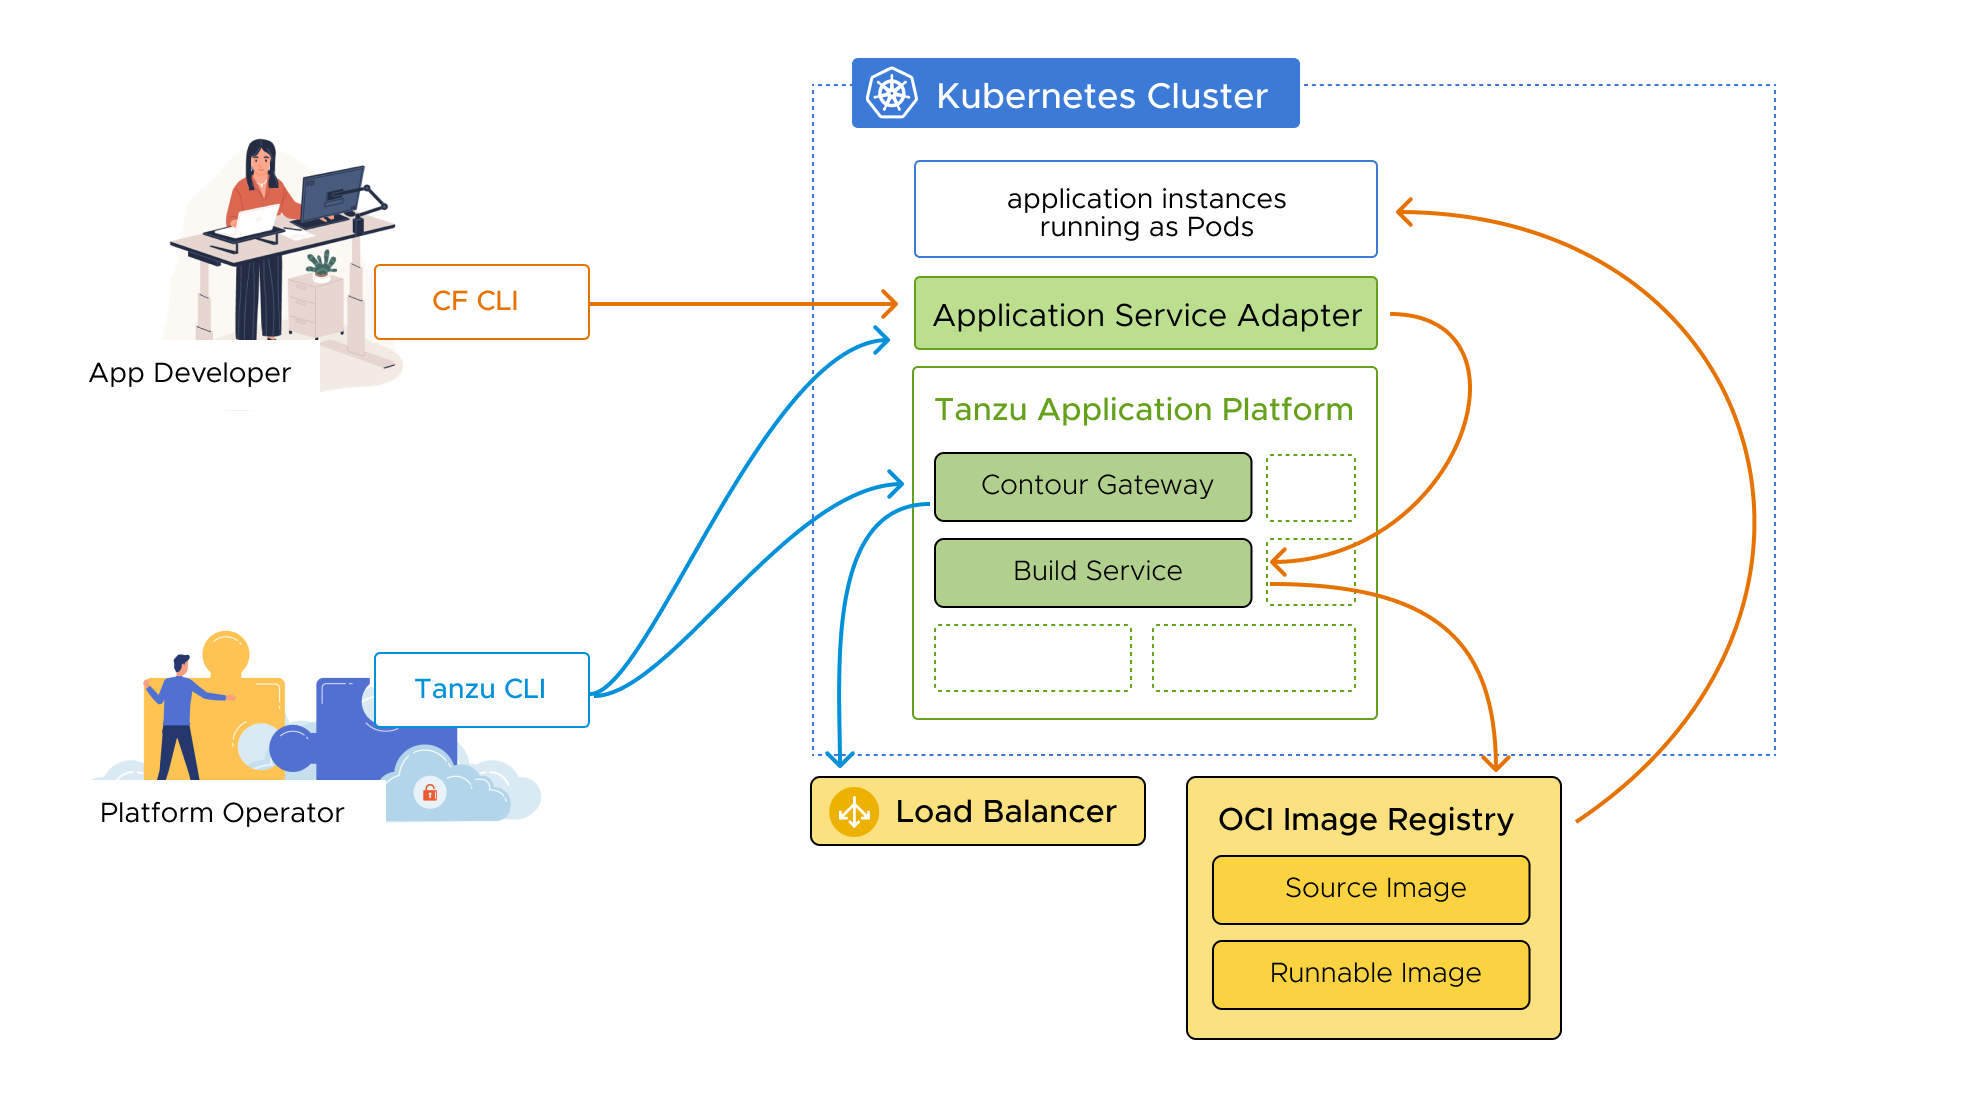 Kubernetes Cluster
application instances
running as Pods
CF CLI
Application Service Adapter
App Developer
Tanzu Application Platform
Contour Gateway
Build Service
Tanzu CLI
Platform Operator
Load Balancer
OCI Image Registry
Source Image
Runnable Image